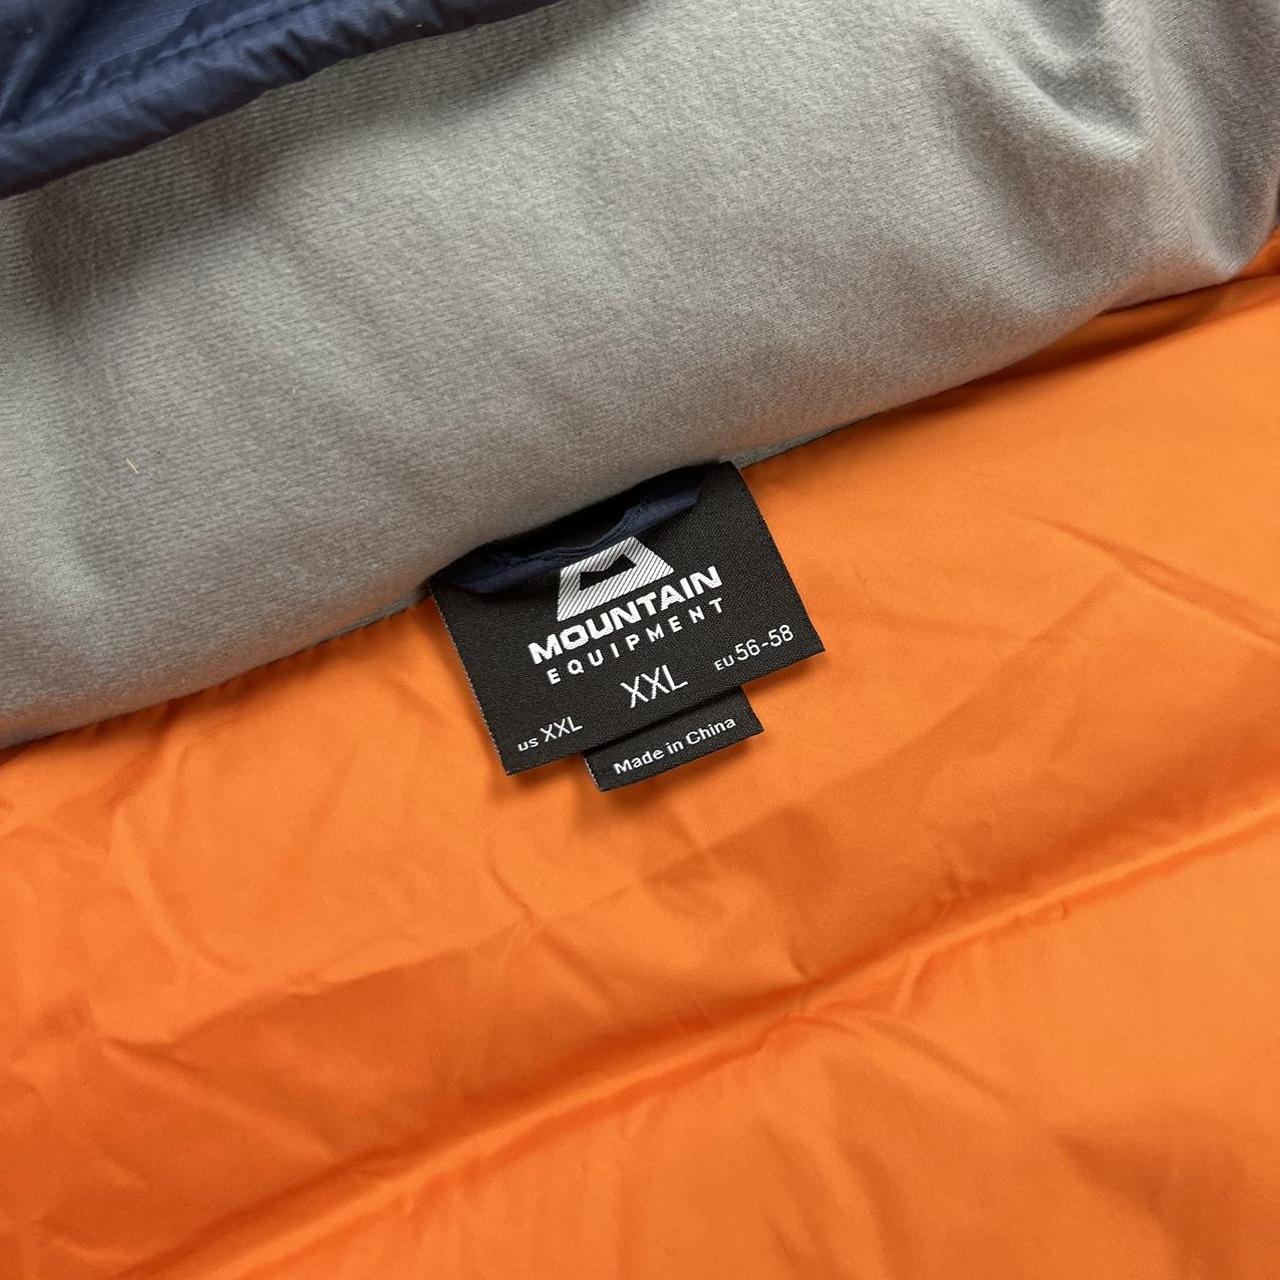 MOUNTAIN
EQUIPMENT
US XXL XXL EU 56-58
Made in China